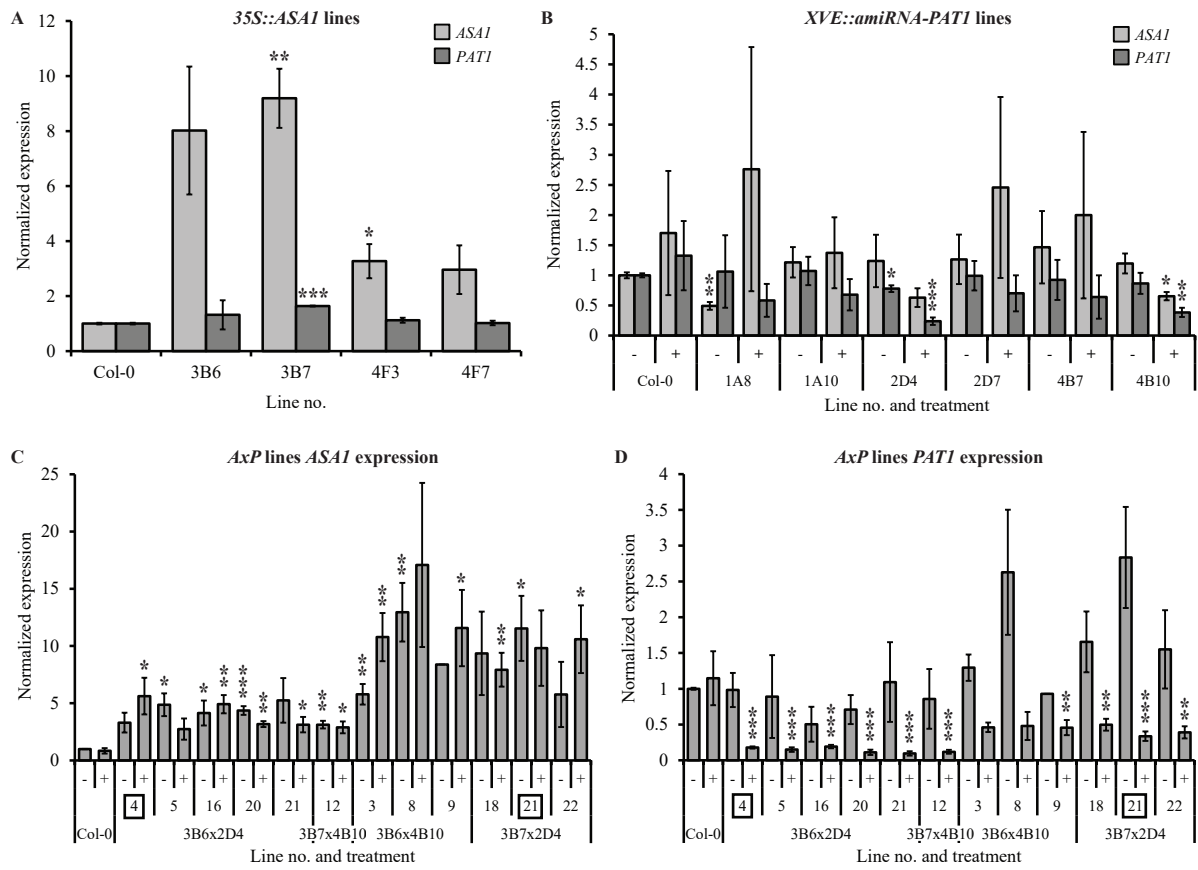 A
35S::ASA1 lines
12
10
8
6
4
2
0
Normalized expression
ASA1
PAT1
**
***
*
Col-0 3B6 3B7 4F3 4F7
Line no.
B
XVE::amiRNA-PAT1 lines
5
4.5
4
3.5
3
2.5
2
1.5
1
0.5
0
Normalized expression
ASA1
PAT1
** * *** * **
- + - + - + - + - + - + - +
Col-0 1A8 1A10 2D4 2D7 4B7 4B10
Line no. and treatment
C
AxP lines ASA1 expression
25
20
15
10
5
0
Normalized expression
* * * *** *** ** * ** * ** ** ** * ** * *
- + - + - + - + - + - + - + - + - + - + - + - + - +
4 5 16 20 21 12 3 8 9 18 21 22
Col-0 3B6x2D4 3B7x4B10 3B6x4B10 3B7x2D4
Line no. and treatment
D
AxP lines PAT1 expression
4
3.5
3
2.5
2
1.5
1
0.5
0
Normalized expression
*** *** *** *** *** *** ** ** *** **
- + - + - + - + - + - + - + - + - + - + - + - + - +
4 5 16 20 21 12 3 8 9 18 21 22
Col-0 3B6x2D4 3B7x4B10 3B6x4B10 3B7x2D4
Line no. and treatment